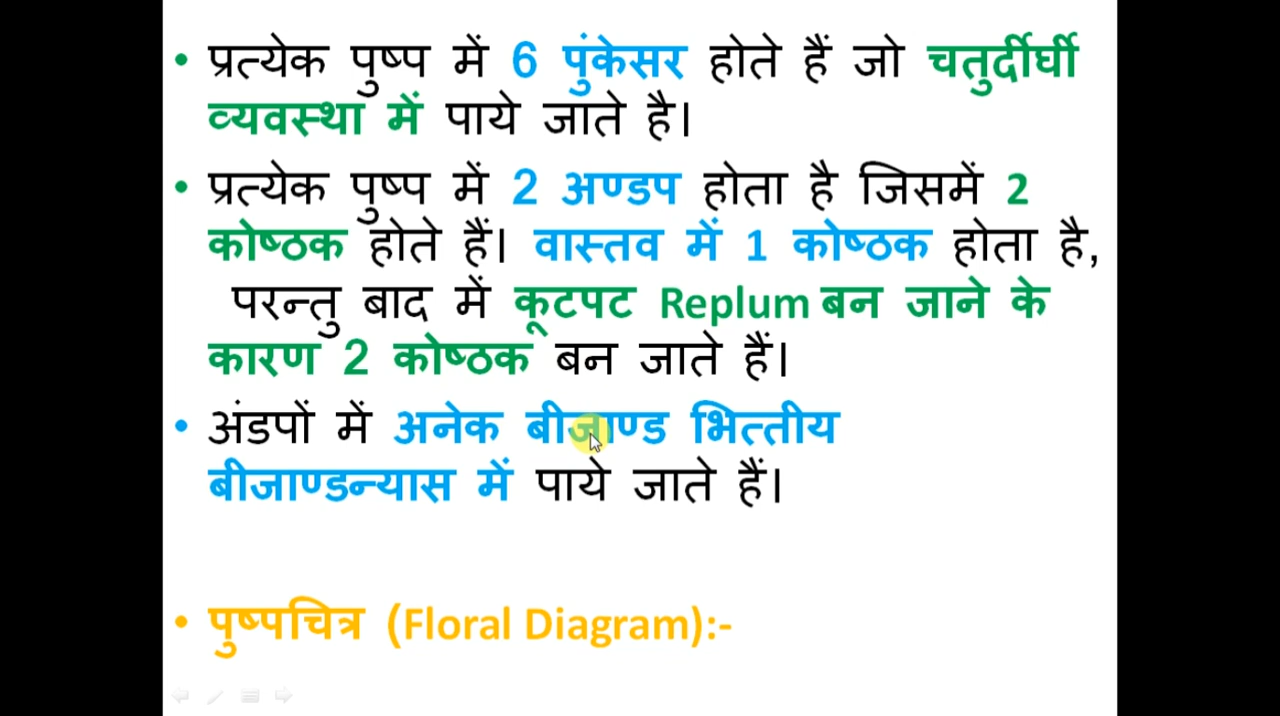 • प्रत्येक पुष्प में 6 पुंकेसर होते हैं जो चतुर्दीर्घी
व्यवस्था में पाये जाते है।
• प्रत्येक पुष्प में 2 अण्डप होता है जिसमें 2
कोष्ठक होते हैं। वास्तव में 1 कोष्ठक होता है,
परन्तु बाद में कूटपट Replum बन जाने के
कारण 2 कोष्ठक बन जाते हैं।
• अंडपों में अनेक बीजाण्ड भित्तीय
बीजाण्डन्यास में पाये जाते हैं।
• पुष्पचित्र (Floral Diagram):-